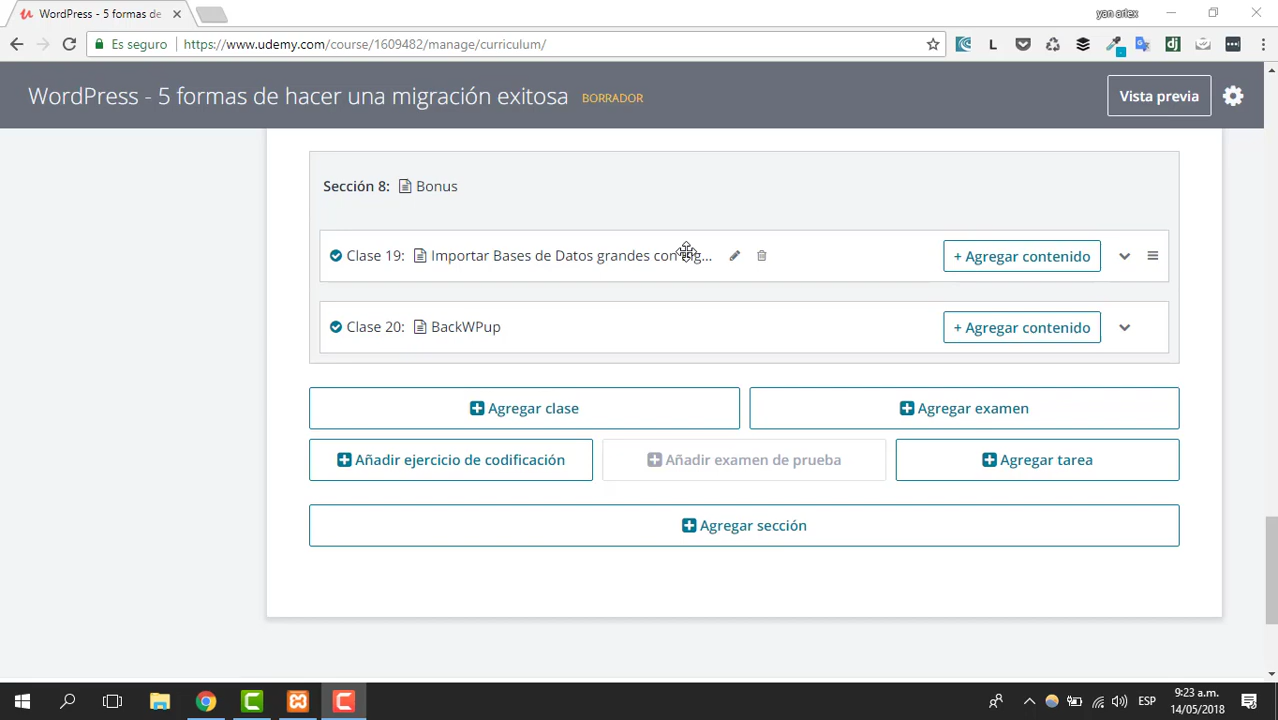 WordPress - 5 formas de
yan artex
Es seguro
https://www.udemy.com/course/1609482/manage/curriculum/
WordPress - 5 formas de hacer una migración exitosa
BORRADOR
Vista previa
Sección 8: Bonus
Clase 19: Importar Bases de Datos grandes con
+ Agregar contenido
Clase 20: BackWPup
+ Agregar contenido
Agregar clase
Agregar examen
Añadir ejercicio de codificación
Añadir examen de prueba
Agregar tarea
Agregar sección
ESP
9:23 a.m.
14/05/2018